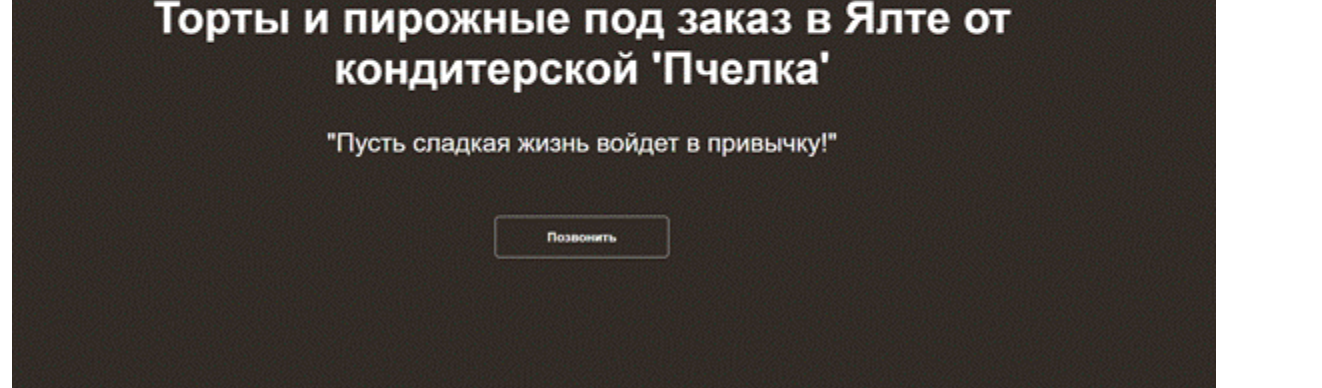 Торты и пирожные под заказ в Ялте от
кондитерской 'Пчелка'
"Пусть сладкая жизнь войдет в привычку!"
Позвонить